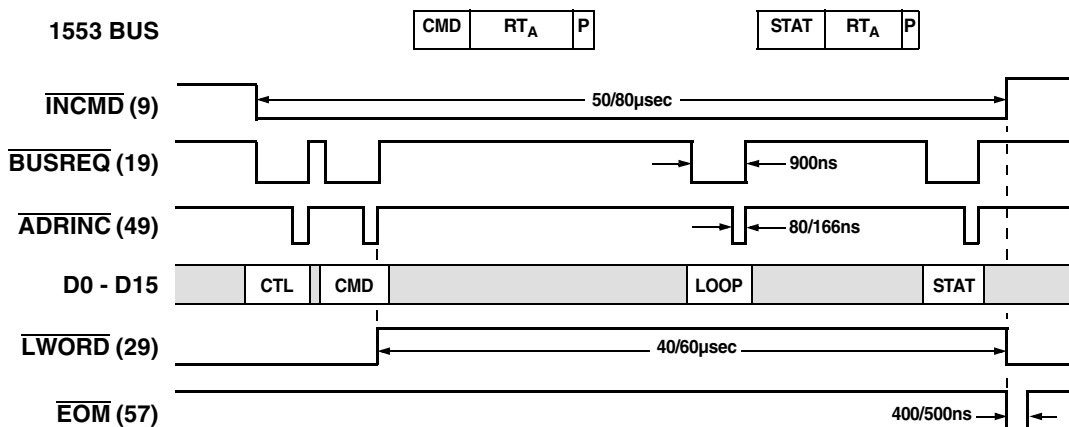 1553 BUS
CMD RTA P STAT RTA P
INCMD (9)
50/80µsec
BUSREQ (19)
900ns
ADRINC (49)
80/166ns
D0 - D15 CTL CMD LOOP STAT
LWORD (29)
40/60µsec
EOM (57)
400/500ns